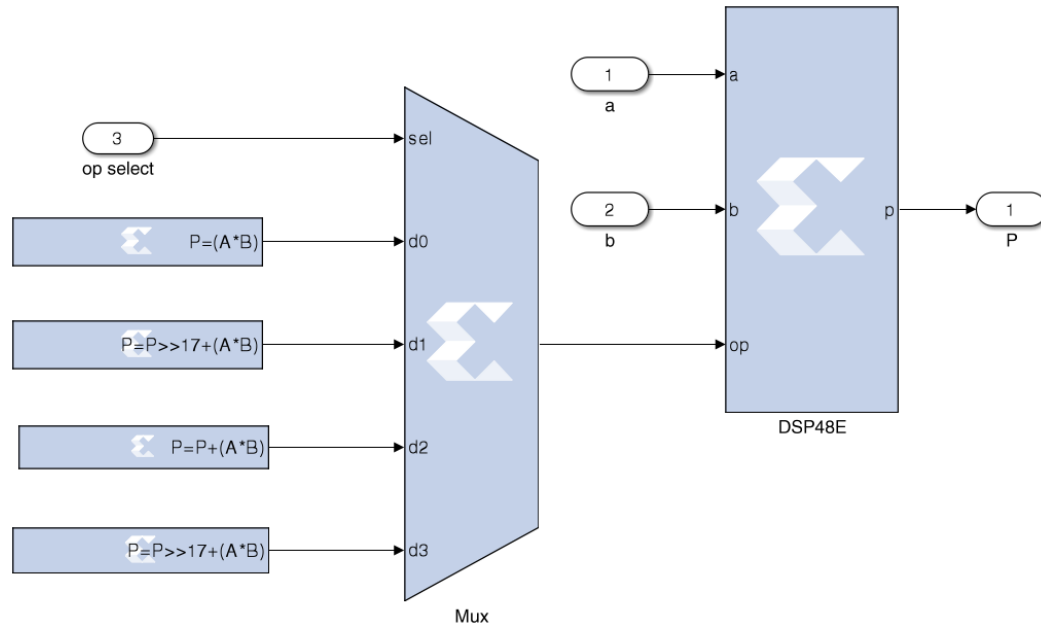 3
op select
P=(A*B)
P=P>>17+(A*B)
P=P+(A*B)
P=P>>17+(A*B)
sel
d0
d1
d2
d3
Mux
1
a
2
b
a
b
op
p
DSP48E
1
P